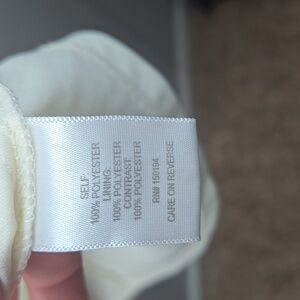 SELF:
100% POLYESTER
LINING:
100% POLYESTER
CONTRAST:
100% POLYESTER
RN# 150194
CARE ON REVERSE